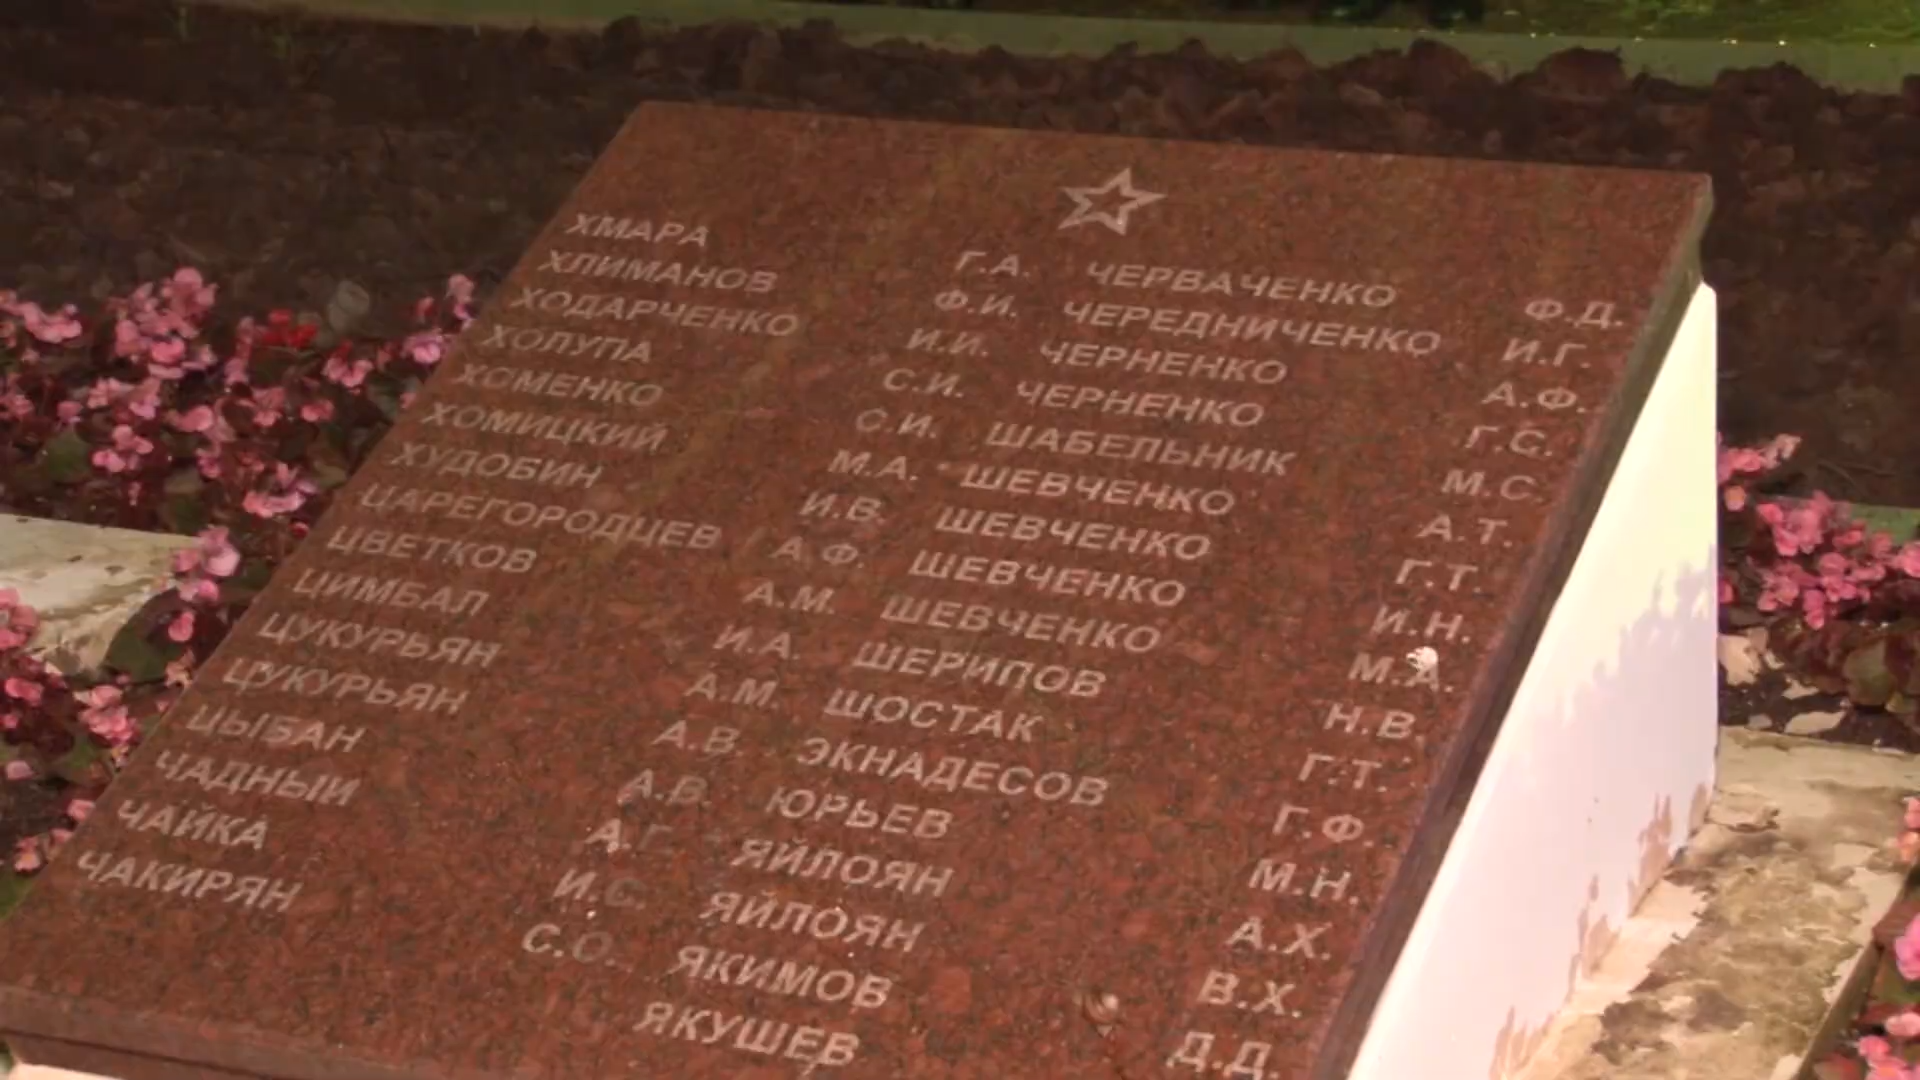 ХМАРА Г.А. ЧЕРВАЧЕНКО Ф.Д.
ХЛИМАНОВ Ф.И. ЧЕРЕДНИЧЕНКО И.Г.
ХОДАРЧЕНКО И.И. ЧЕРНЕНКО А.Ф.
ХОЛУПА С.И. ЧЕРНЕНКО Г.С.
ХОМЕНКО С.И. ШАБЕЛЬНИК М.С.
ХОМИЦКИЙ М.А. ШЕВЧЕНКО А.Т.
ХУДОБИН И.В. ШЕВЧЕНКО Г.Т.
ЦАРЕГОРОДЦЕВ А.Ф. ШЕВЧЕНКО И.Н.
ЦВЕТКОВ А.М. ШЕВЧЕНКО М.А.
ЦИМБАЛ И.А. ШЕРИПОВ Н.В.
ЦУКУРЬЯН А.М. ШОСТАК Г.Т.
ЦУКУРЬЯН А.В. ЭКНАДЕСОВ Г.Ф.
ЦЫБАН А.В. ЮРЬЕВ М.Н.
ЧАДНЫЙ А.Г. ЯЙЛОЯН А.Х.
ЧАЙКА И.С. ЯЙЛОЯН В.Х.
ЧАКИРЯН С.О. ЯКИМОВ Д.Д.
ЯКУШЕВ